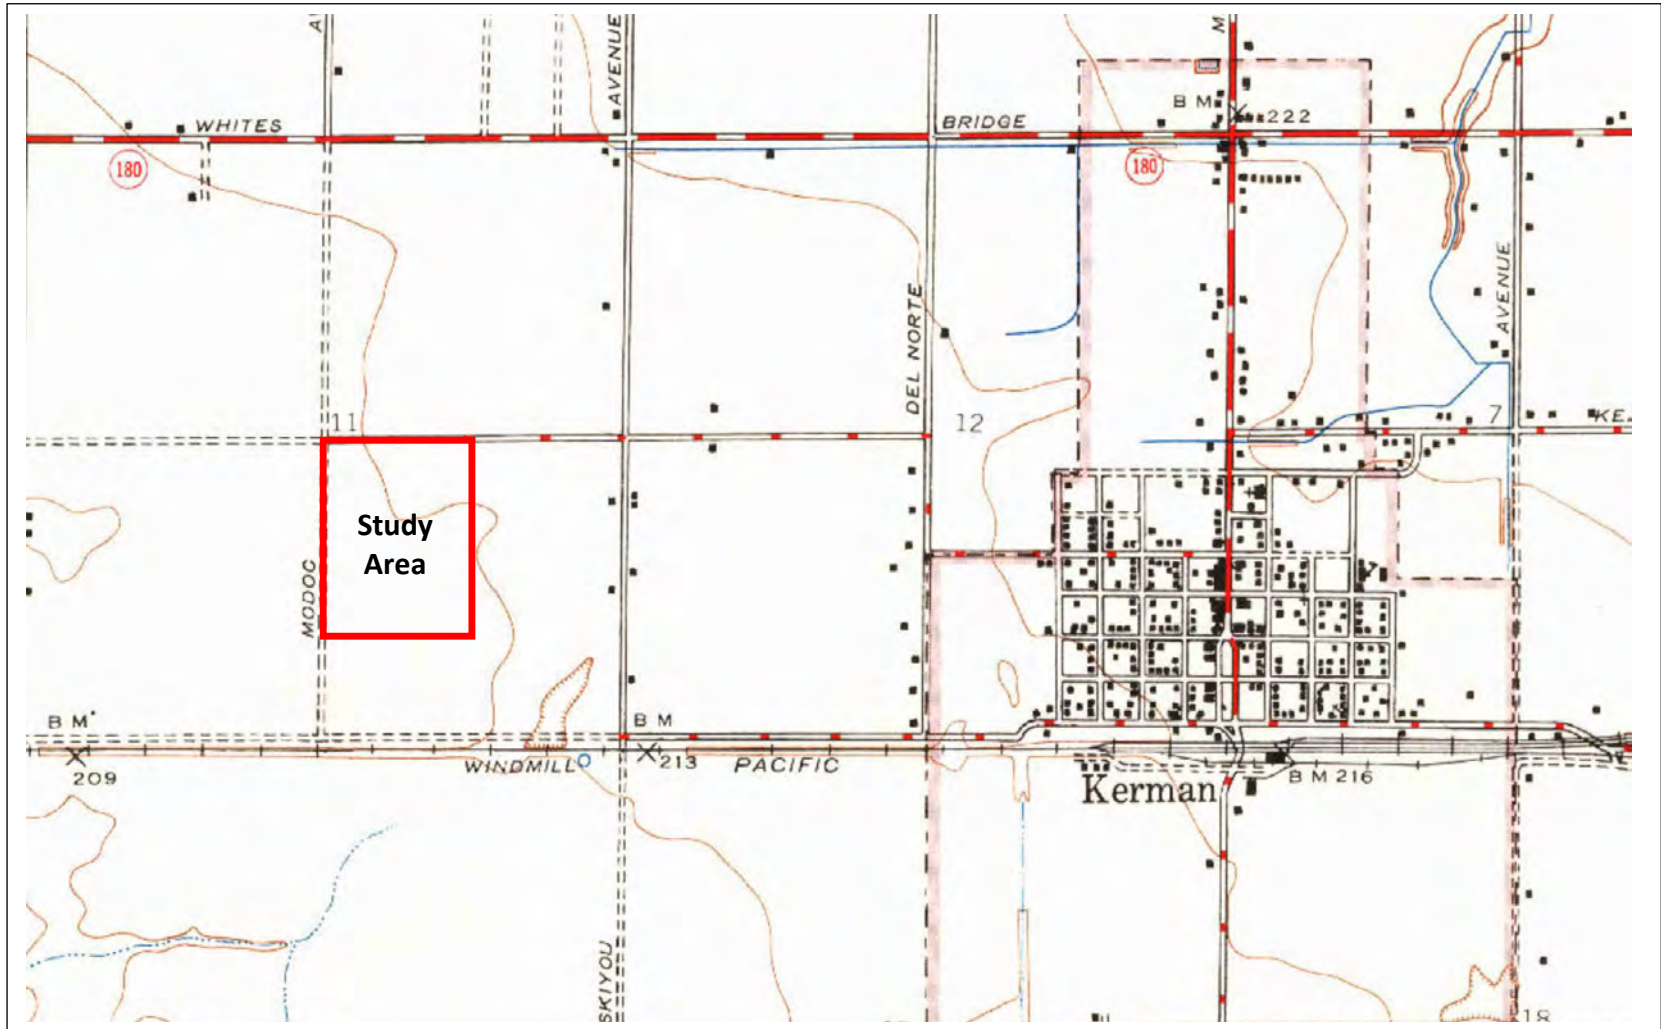 A
AVENUE
M
WHITES
BRIDGE
B M
222
180
180
AVENUE
DEL NORTE
11
12
7
KE
Study
Area
MODOC
B M
B M
209
WINDMILL
213
PACIFIC
B M 216
Kerman
SKIYOU
18